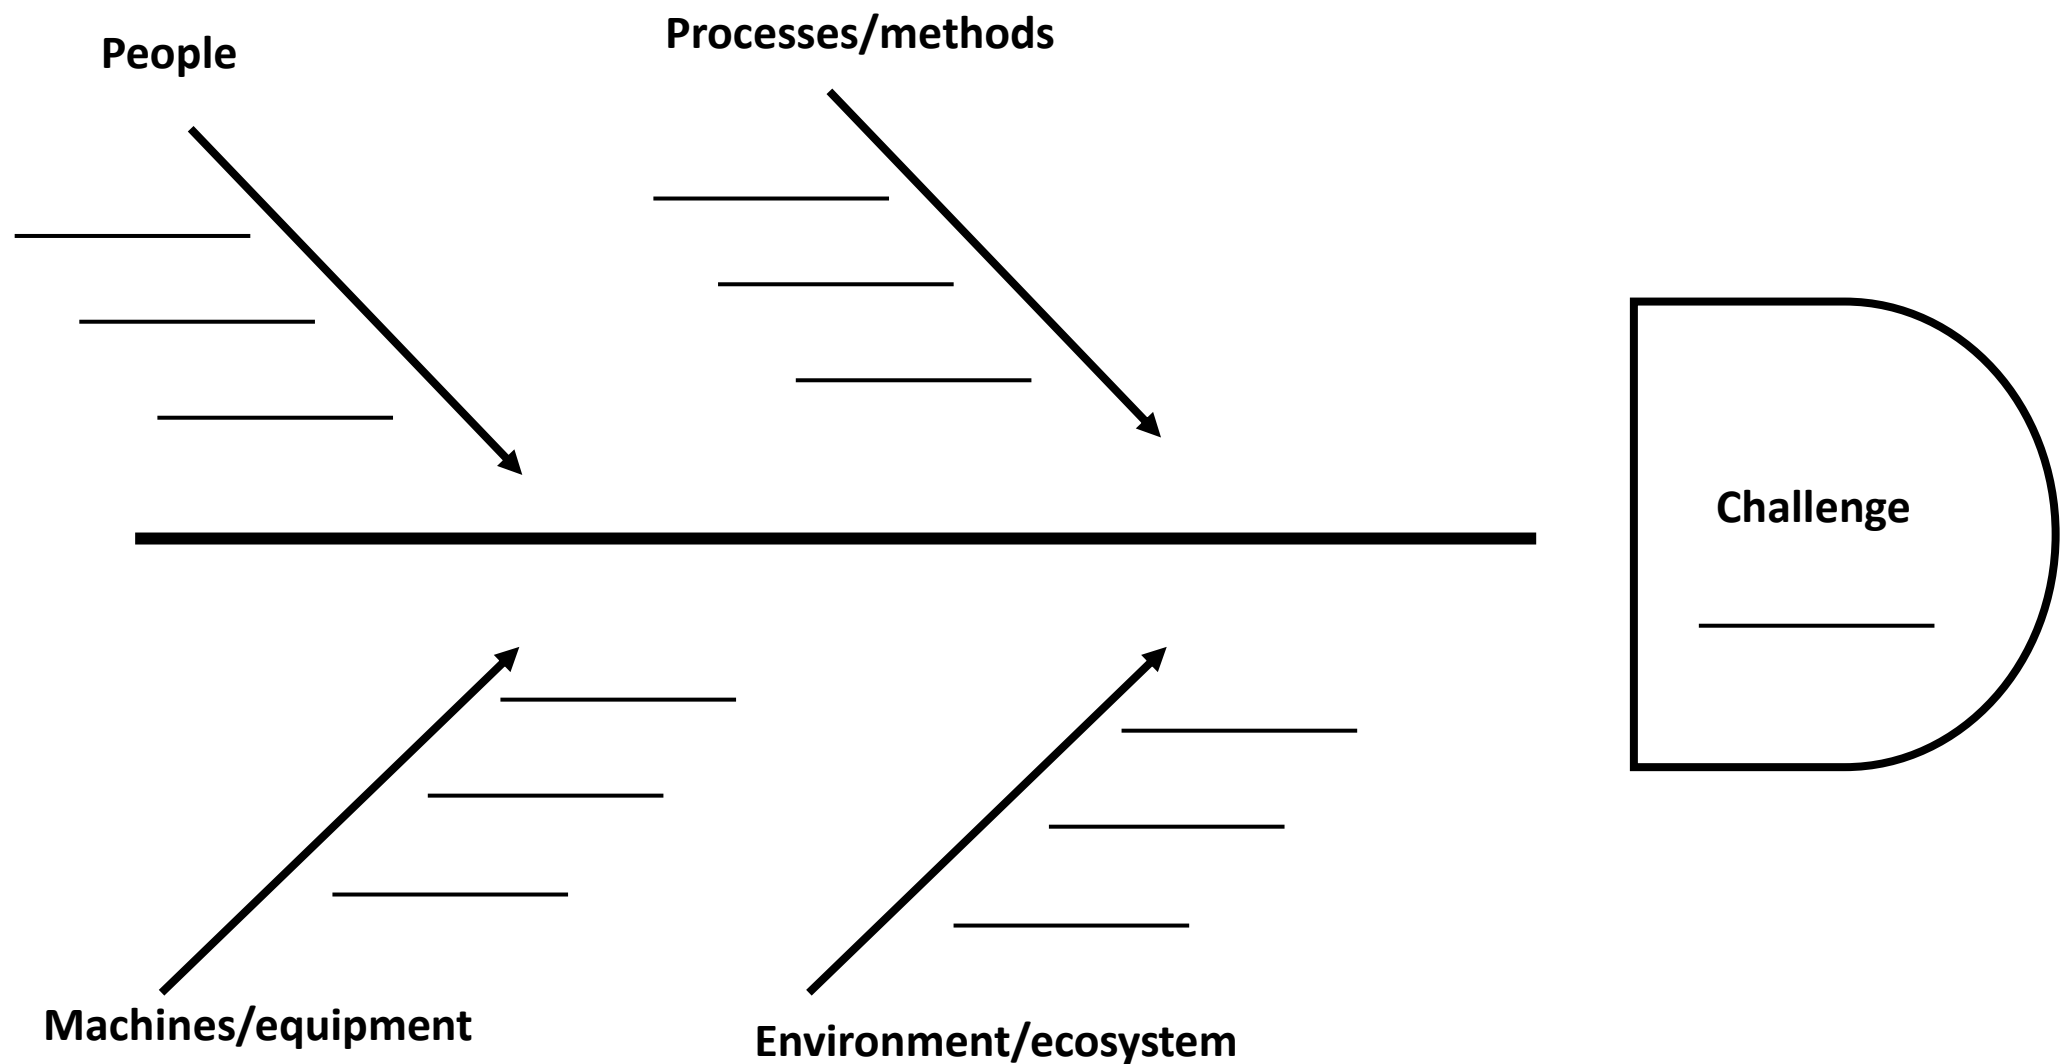 People
Processes/methods
Challenge
Machines/equipment
Environment/ecosystem